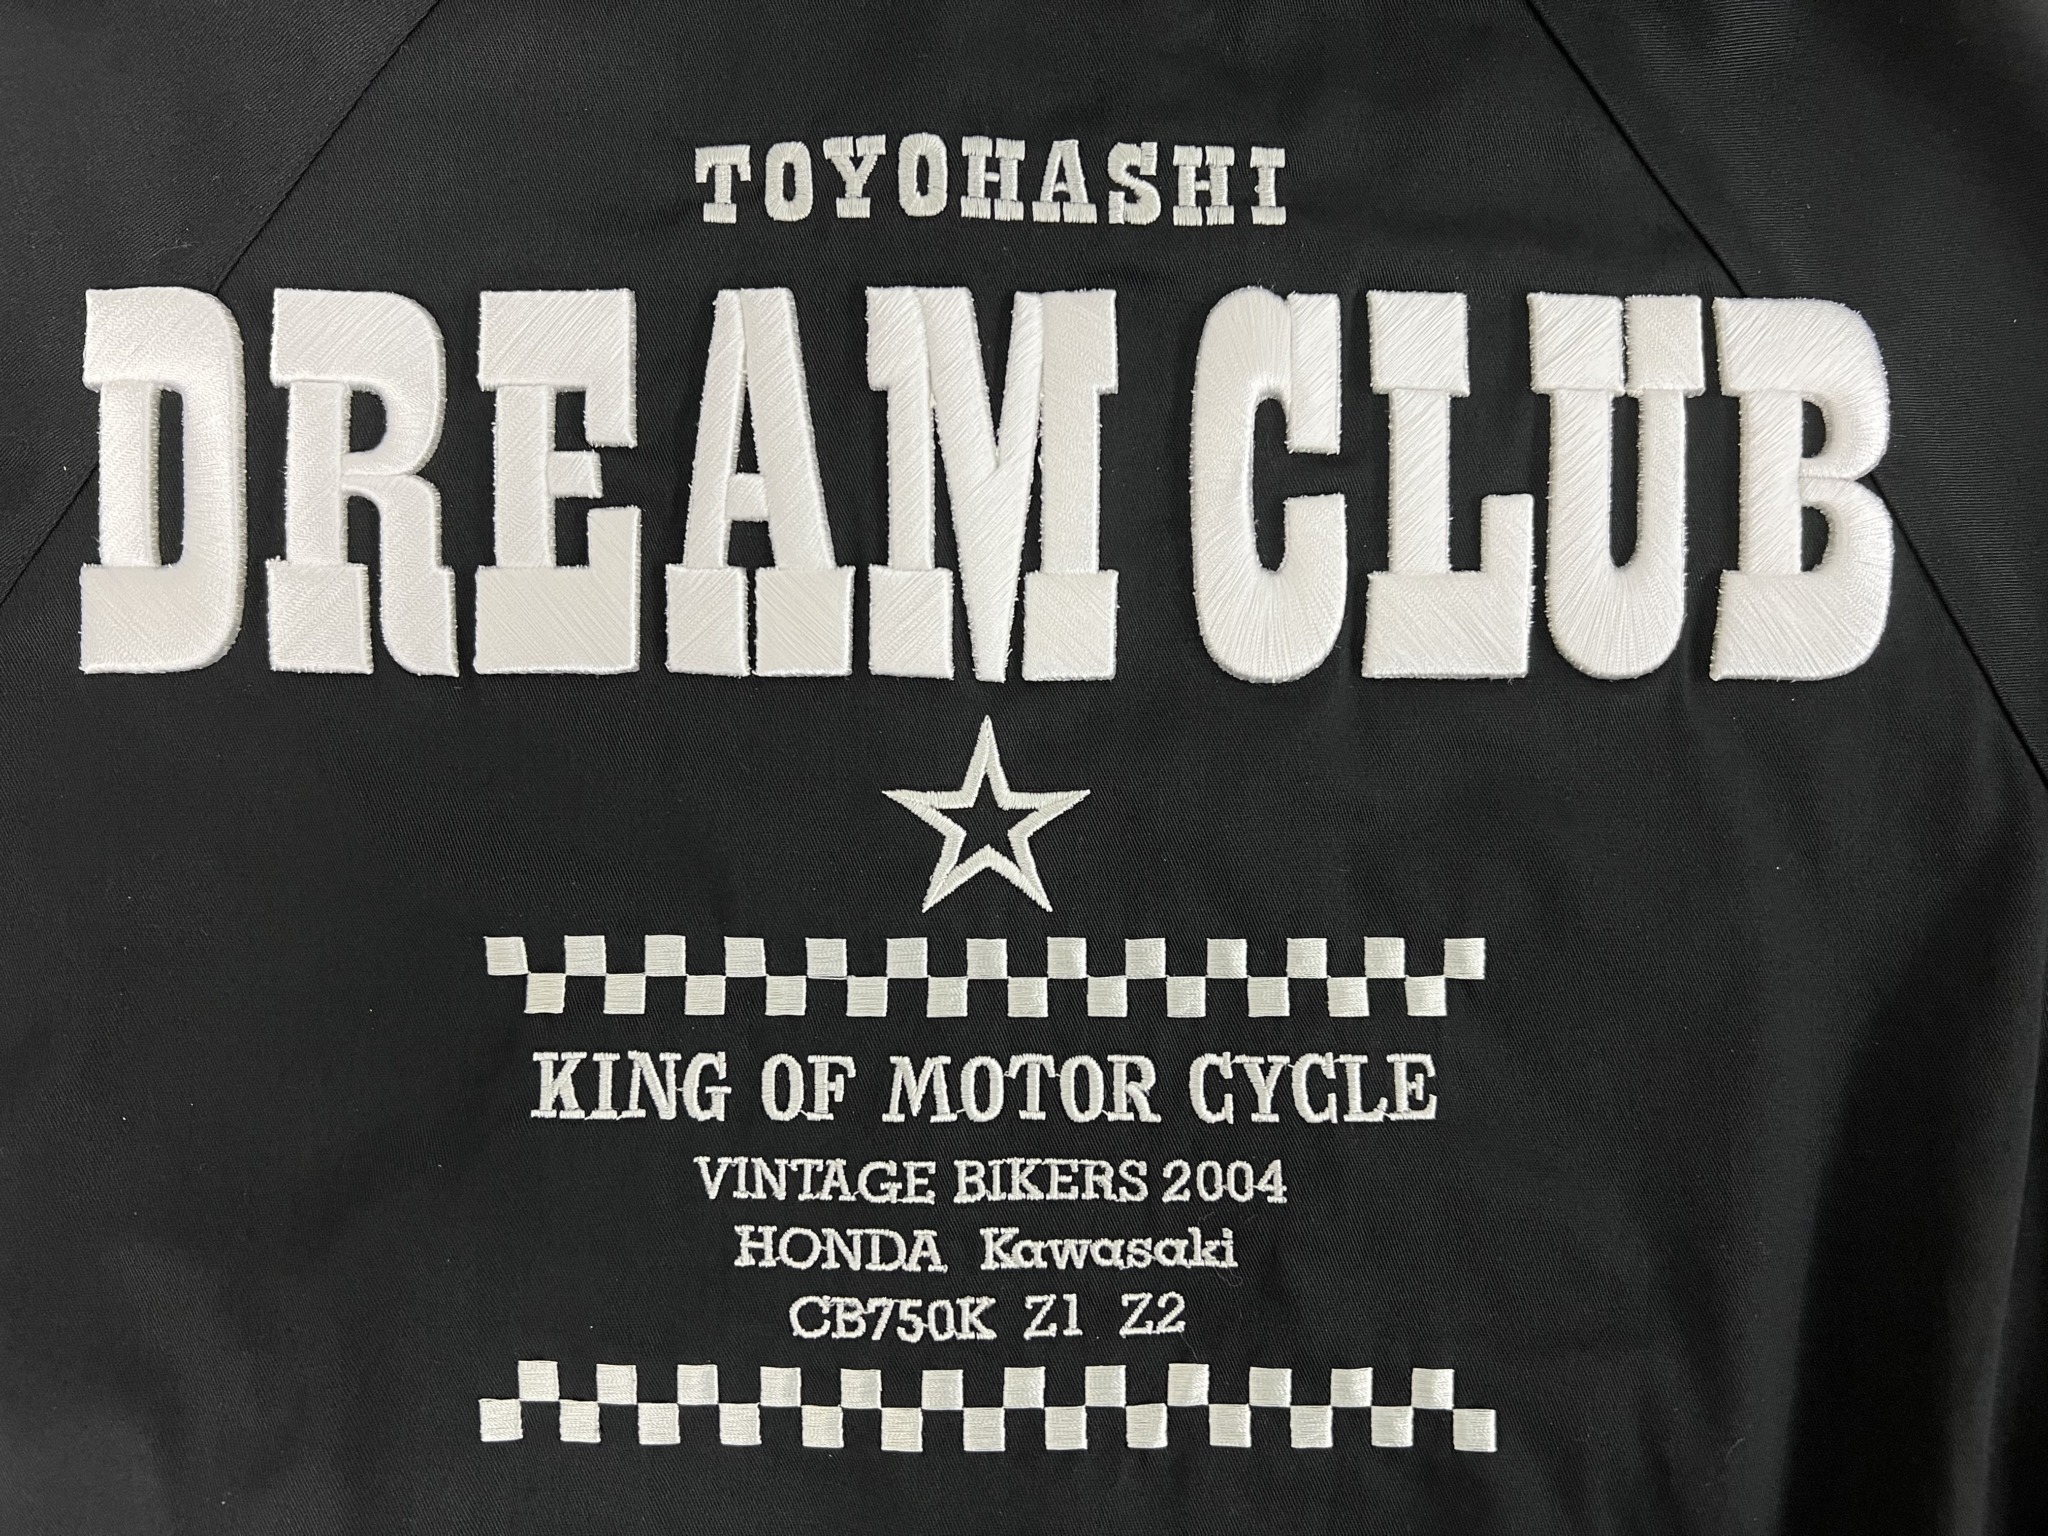 TOYOHASHI
DREAM CLUB
KING OF MOTOR CYCLE
VINTAGE BIKERS 2004
HONDA Kawasaki
CB750K Z1 Z2